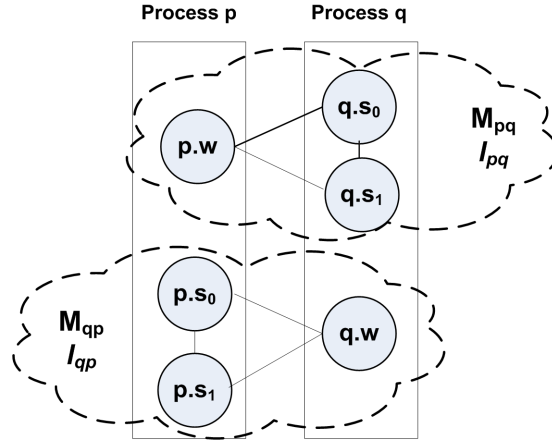 Process p Process q
q.s₀
M_pq
p.w
I_pq
q.s₁
p.s₀
M_qp
q.w
I_qp
p.s₁